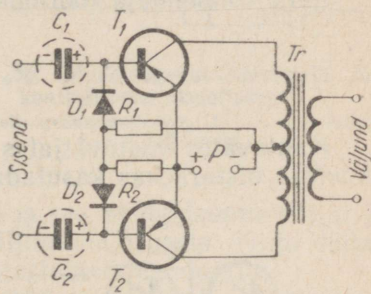 C₁
T₁
Tr
+
D₁
R₁
Sisend
+ P -
Väljund
D₂
R₂
- +
C₂
T₂